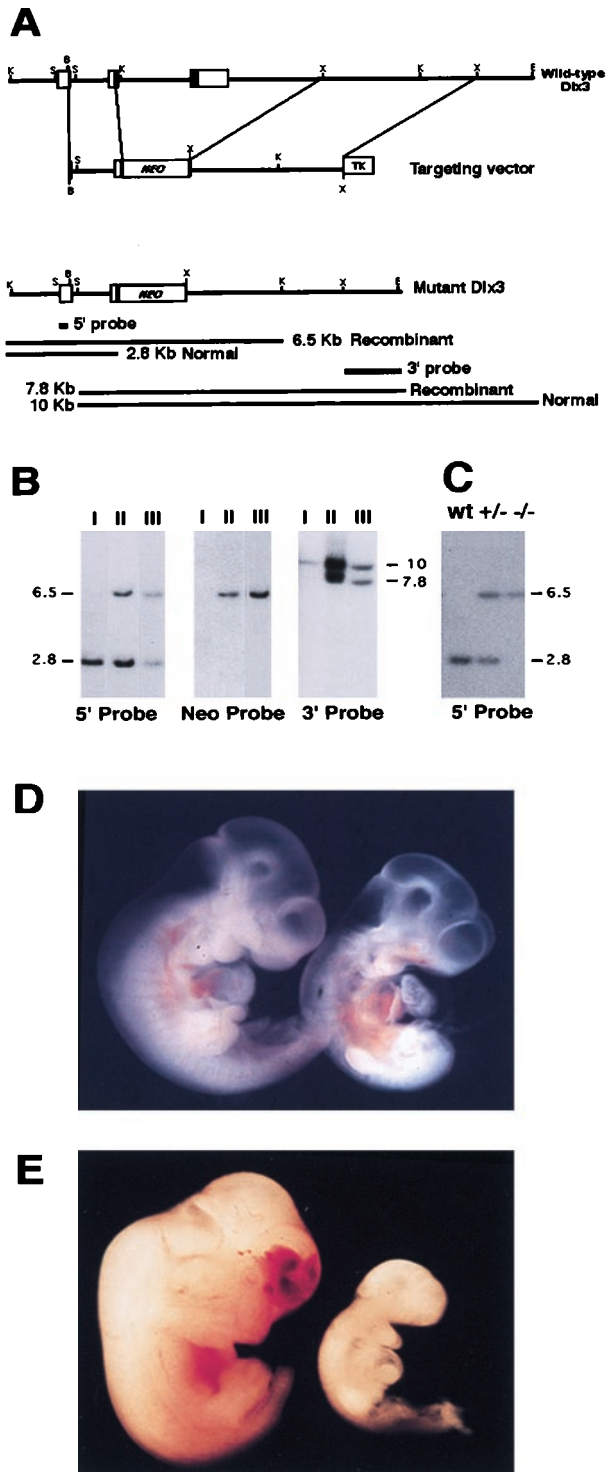 A
K S B S K X K X E Wild-type
Dlx3
S NEO X K TK Targeting vector
B X
K S B S NEO X K X E Mutant Dlx3
5' probe
6.5 Kb Recombinant
2.8 Kb Normal
3' probe
7.8 Kb Recombinant
10 Kb Normal
B C
I II III I II III I II III wt +/- -/-
10
7.8
6.5
2.8
6.5
2.8
5' Probe Neo Probe 3' Probe 5' Probe
D
E